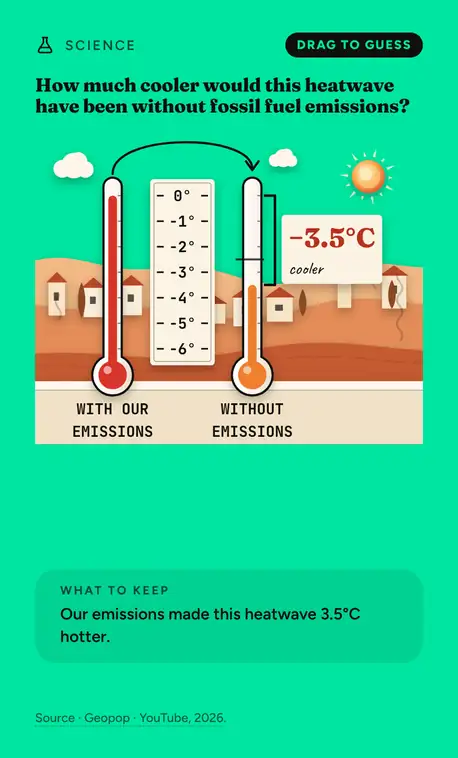 SCIENCE
DRAG TO GUESS
How much cooler would this heatwave
have been without fossil fuel emissions?
0°
-1°
-2°
-3°
-4°
-5°
-6°
−3.5°C
cooler
WITH OUR
EMISSIONS
WITHOUT
EMISSIONS
WHAT TO KEEP
Our emissions made this heatwave 3.5°C
hotter.
Source · Geopop · YouTube, 2026.